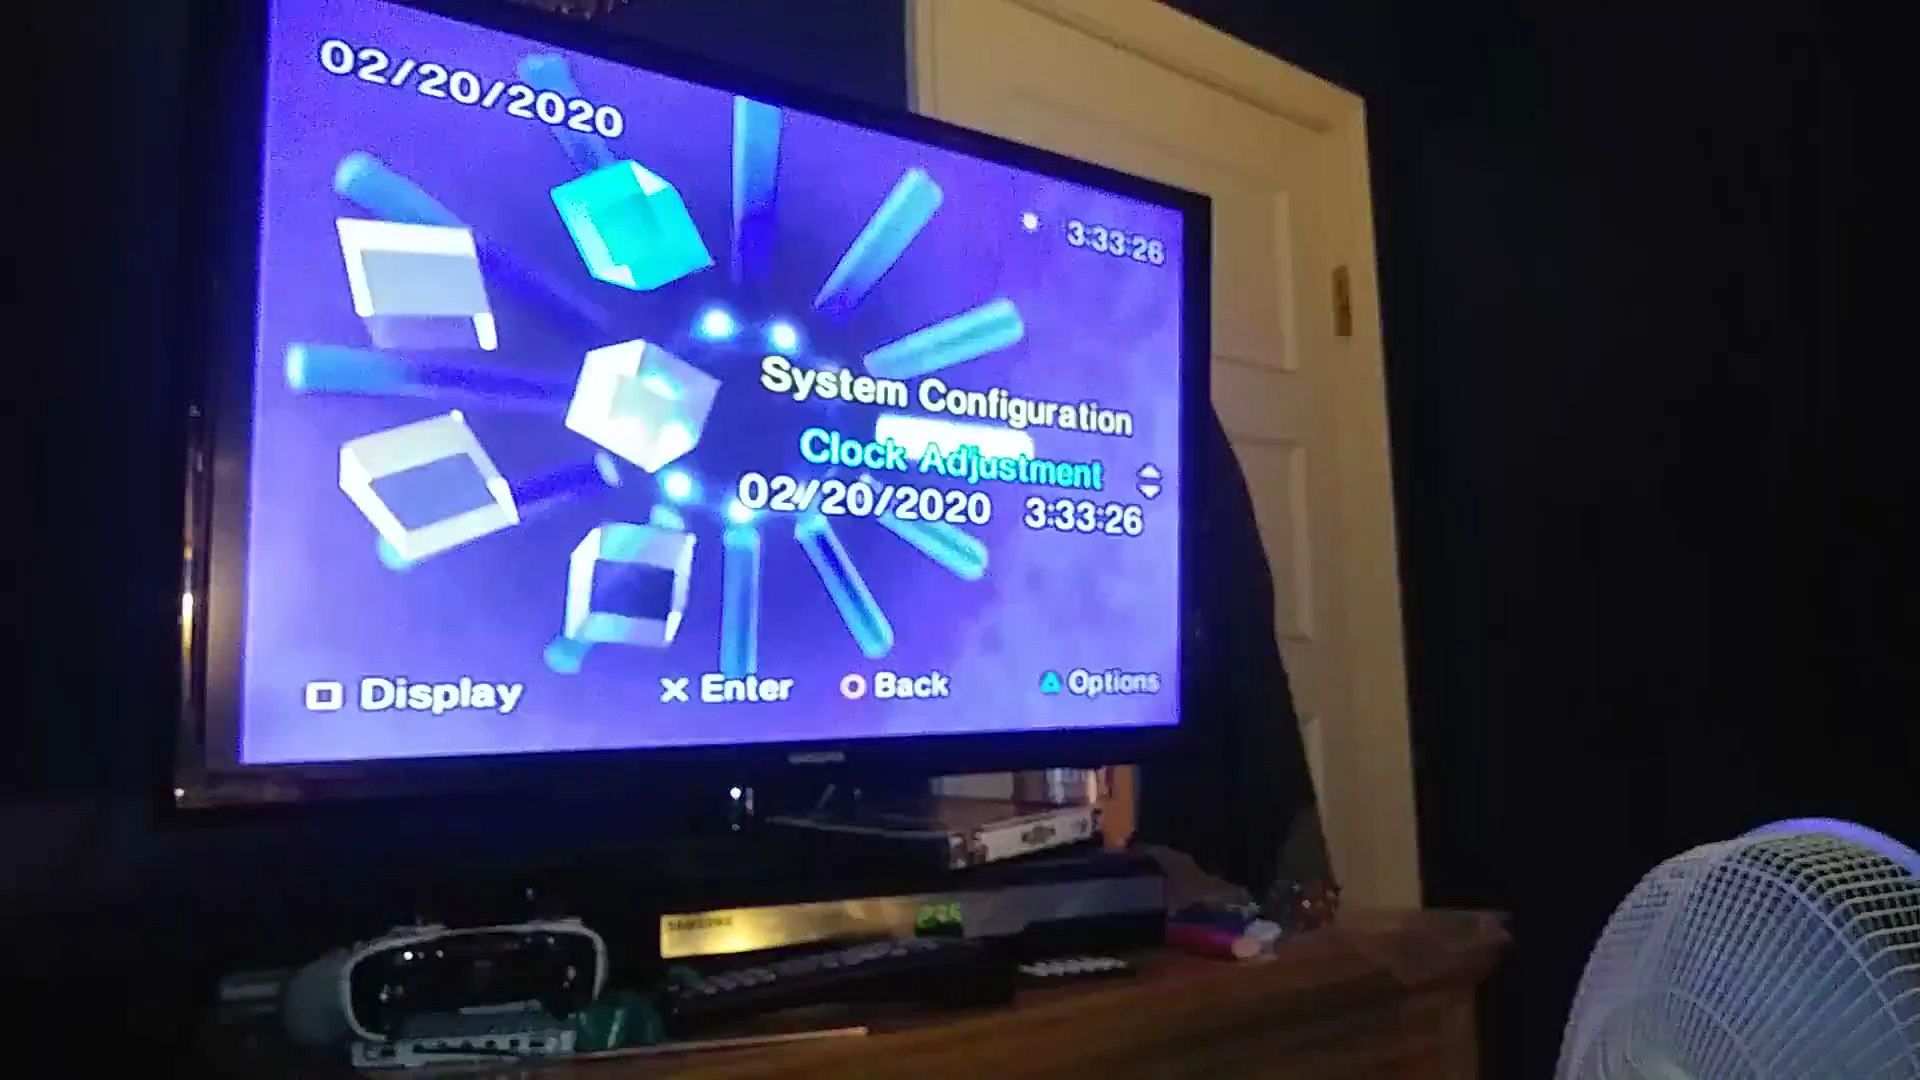 02/20/2020
3:33:26
System Configuration
Clock Adjustment
02/20/2020 3:33:26
Display
Enter
Back
Options
SAMSUNG